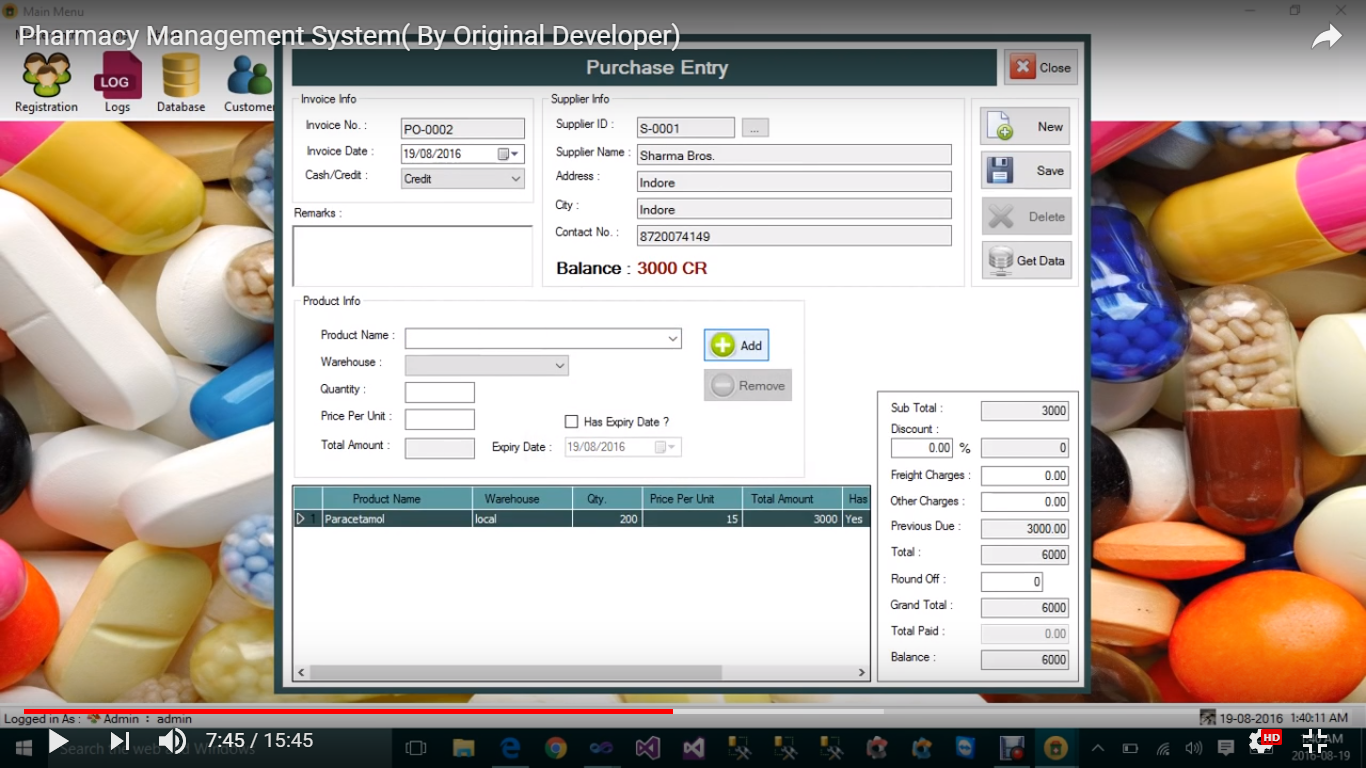 Main Menu
Pharmacy Management System( By Original Developer)
Registration
LOG
Logs
Database
Customer
Purchase Entry
Close
Invoice Info
Invoice No. :
PO-0002
Invoice Date :
19/08/2016
Cash/Credit :
Credit
Remarks :
Supplier Info
Supplier ID :
S-0001
...
Supplier Name :
Sharma Bros.
Address :
Indore
City :
Indore
Contact No. :
8720074149
Balance : 3000 CR
New
Save
Delete
Get Data
Product Info
Product Name :
Warehouse :
Quantity :
Price Per Unit :
Total Amount :
Has Expiry Date ?
Expiry Date :
19/08/2016
Add
Remove
Product Name Warehouse Qty. Price Per Unit Total Amount Has
1 Paracetamol local 200 15 3000 Yes
Sub Total : 3000
Discount :
0.00 % 0
Freight Charges : 0.00
Other Charges : 0.00
Previous Due : 3000.00
Total : 6000
Round Off : 0
Grand Total : 6000
Total Paid : 0.00
Balance : 6000
Logged in As : Admin : admin
19-08-2016 1:40:11 AM
Search the web and Windows
7:45 / 15:45
HD
1:40 AM
2016-08-19